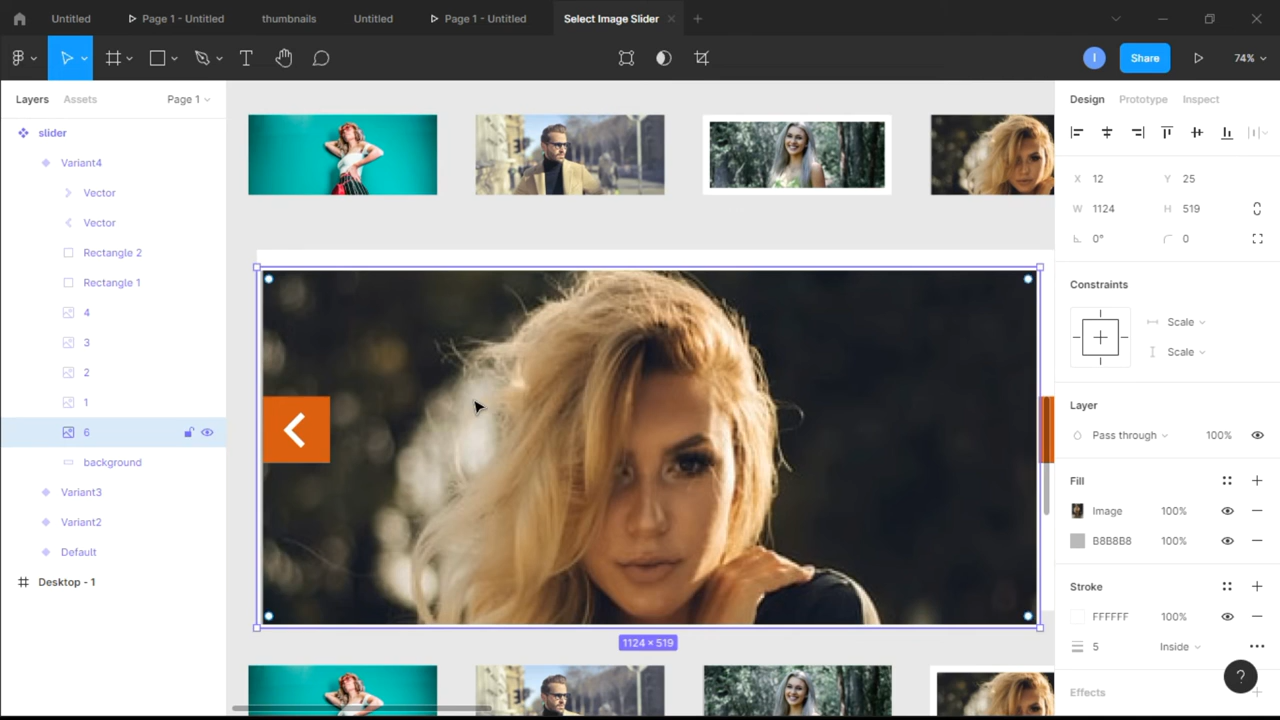 Untitled
Page 1 - Untitled
thumbnails
Untitled
Page 1 - Untitled
Select Image Slider
I
Share
74%
Layers
Assets
Page 1
slider
Variant4
Vector
Vector
Rectangle 2
Rectangle 1
4
3
2
1
6
background
Variant3
Variant2
Default
Desktop - 1
1124 × 519
Design
Prototype
Inspect
X 12
Y 25
W 1124
H 519
0°
0
Constraints
Scale
Scale
Layer
Pass through
100%
Fill
Image
100%
B8B8B8
100%
Stroke
FFFFFF
100%
5
Inside
Effects
?